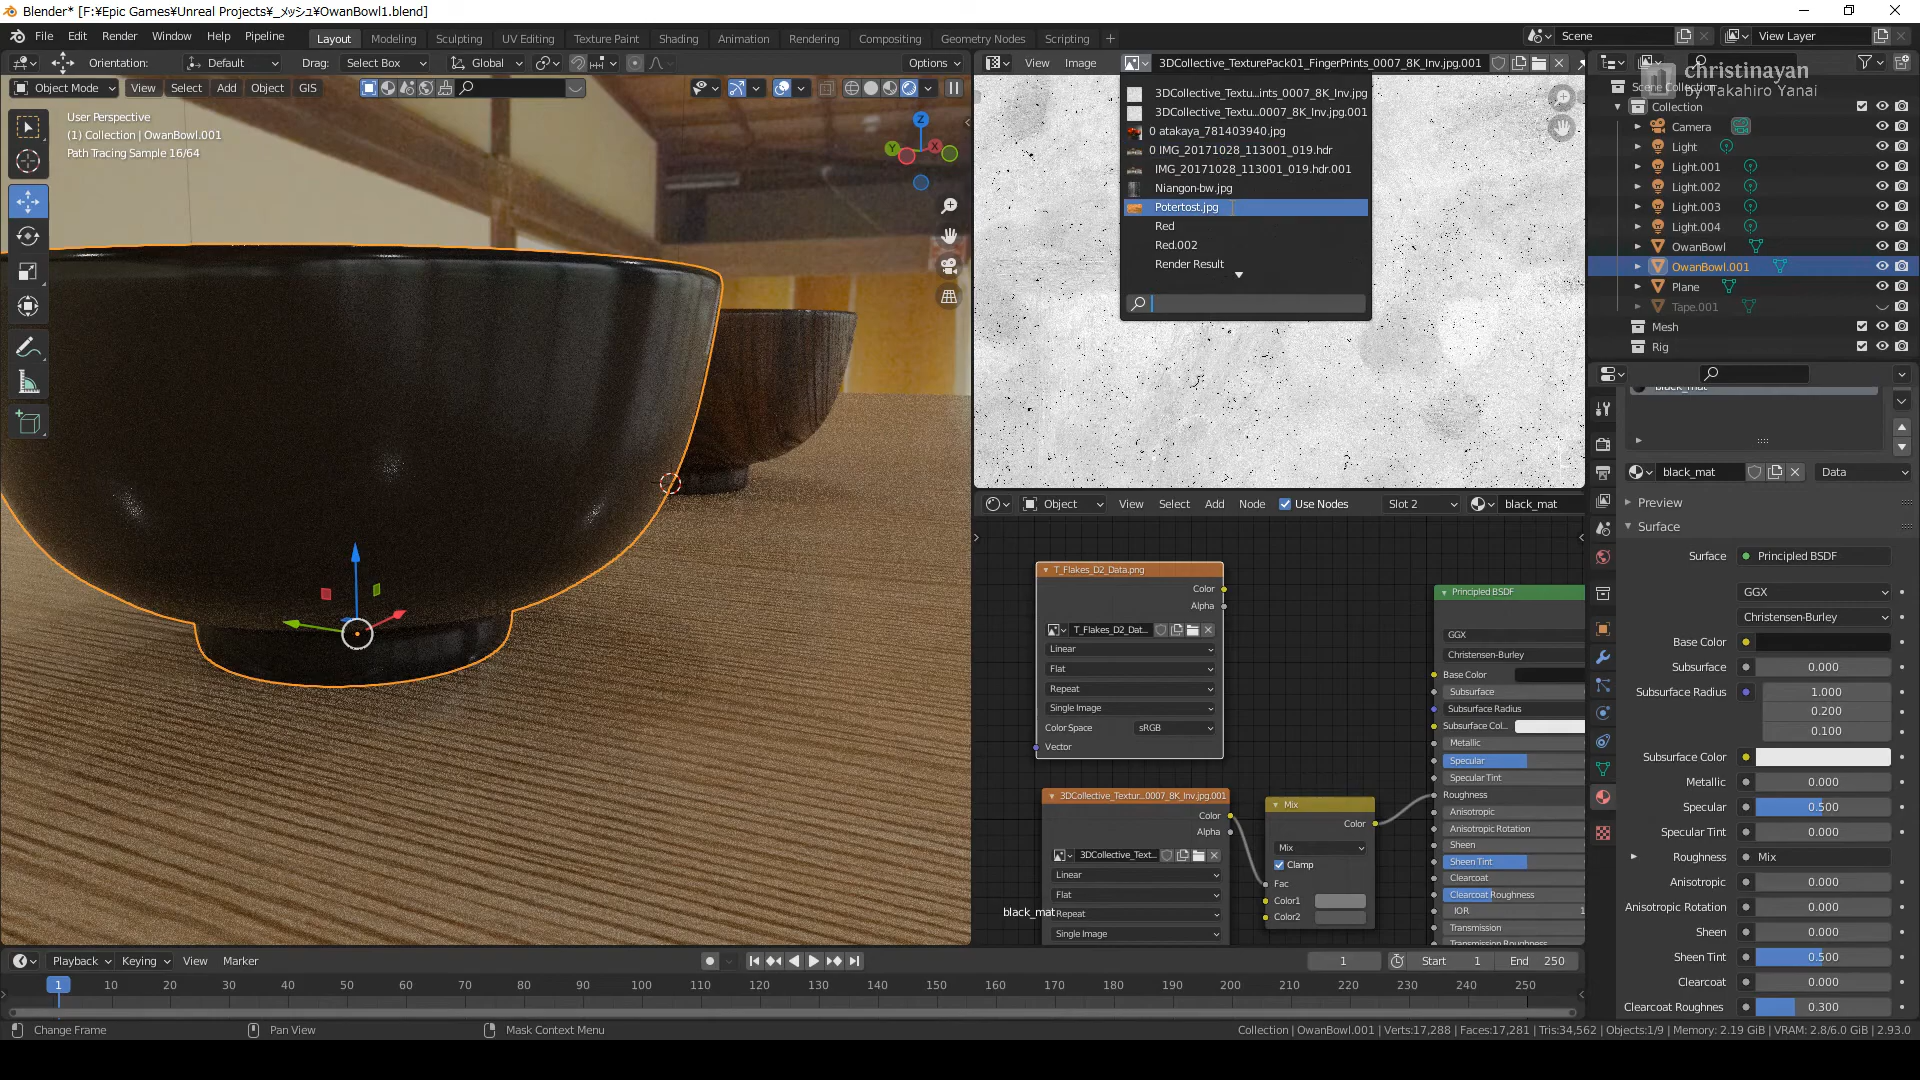 Blender* [F:¥Epic Games¥Unreal Projects¥_メッシュ¥OwanBowl1.blend]
File Edit Render Window Help Pipeline Layout Modeling Sculpting UV Editing Texture Paint Shading Animation Rendering Compositing Geometry Nodes Scripting + Scene View Layer
Orientation: Default Drag: Select Box Global Options
View Image 3DCollective_TexturePack01_FingerPrints_0007_8K_Inv.jpg.001
Object Mode View Select Add Object GIS
User Perspective
(1) Collection | OwanBowl.001
Path Tracing Sample 16/64
3DCollective_Textu...ints_0007_8K_Inv.jpg
3DCollective_Textu...0007_8K_Inv.jpg.001
0 atakaya_781403940.jpg
0 IMG_20171028_113001_019.hdr
IMG_20171028_113001_019.hdr.001
Niangon-bw.jpg
Potertost.jpg
Red
Red.002
Render Result
christinayan
by Takahiro Yanai
Scene Collection
Collection
Camera
Light
Light.001
Light.002
Light.003
Light.004
OwanBowl
OwanBowl.001
Plane
Tape.001
Mesh
Rig
black_mat
black_mat Data
Preview
Surface
Surface Principled BSDF
GGX
Christensen-Burley
Base Color
Subsurface 0.000
Subsurface Radius 1.000
0.200
0.100
Subsurface Color
Metallic 0.000
Specular 0.500
Specular Tint 0.000
Roughness Mix
Anisotropic 0.000
Anisotropic Rotation 0.000
Sheen 0.000
Sheen Tint 0.500
Clearcoat 0.000
Clearcoat Roughnes 0.300
Object View Select Add Node Use Nodes Slot 2 black_mat
T_Flakes_D2_Data.png
Color
Alpha
T_Flakes_D2_Dat...
Linear
Flat
Repeat
Single Image
Color Space sRGB
Vector
3DCollective_Textur...0007_8K_Inv.jpg.001
Color
Alpha
3DCollective_Text...
Linear
Flat
Repeat
Single Image
black_mat
Mix
Color
Mix
Clamp
Fac
Color1
Color2
Principled BSDF
GGX
Christensen-Burley
Base Color
Subsurface
Subsurface Radius
Subsurface Col...
Metallic
Specular
Specular Tint
Roughness
Anisotropic
Anisotropic Rotation
Sheen
Sheen Tint
Clearcoat
Clearcoat Roughness
IOR 1
Transmission
Transmission Roughness
Playback Keying View Marker 1 Start 1 End 250
1 10 20 30 40 50 60 70 80 90 100 110 120 130 140 150 160 170 180 190 200 210 220 230 240 250
Change Frame Pan View Mask Context Menu Collection | OwanBowl.001 | Verts:17,288 | Faces:17,281 | Tris:34,562 | Objects:1/9 | Memory: 2.19 GiB | VRAM: 2.8/6.0 GiB | 2.93.0